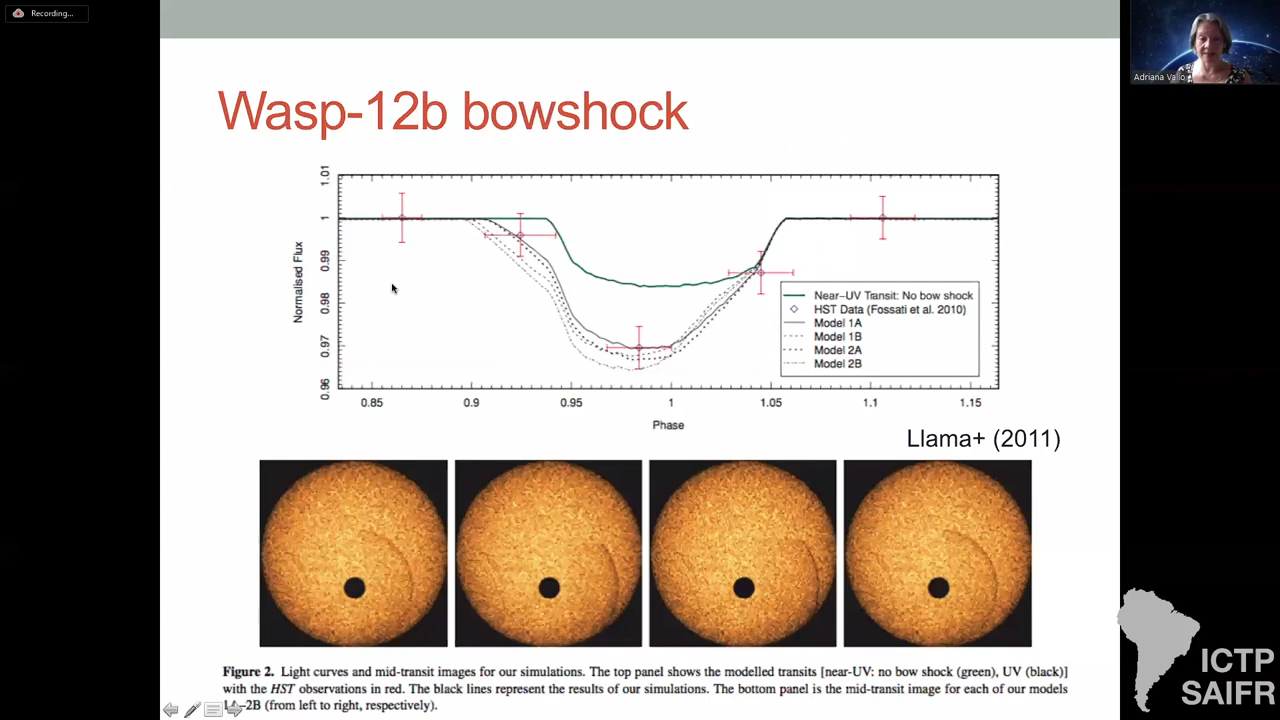 Recording...
Adriana Valio
Wasp-12b bowshock
1.01
1
0.99
0.98
0.97
0.96
Normalised Flux
Near-UV Transit: No bow shock
HST Data (Fossati et al. 2010)
Model 1A
Model 1B
Model 2A
Model 2B
0.85 0.9 0.95 1 1.05 1.1 1.15
Phase
Llama+ (2011)
Figure 2. Light curves and mid-transit images for our simulations. The top panel shows the modelled transits [near-UV: no bow shock (green), UV (black)]
with the HST observations in red. The black lines represent the results of our simulations. The bottom panel is the mid-transit image for each of our models
1A–2B (from left to right, respectively).
ICTP
SAIFR